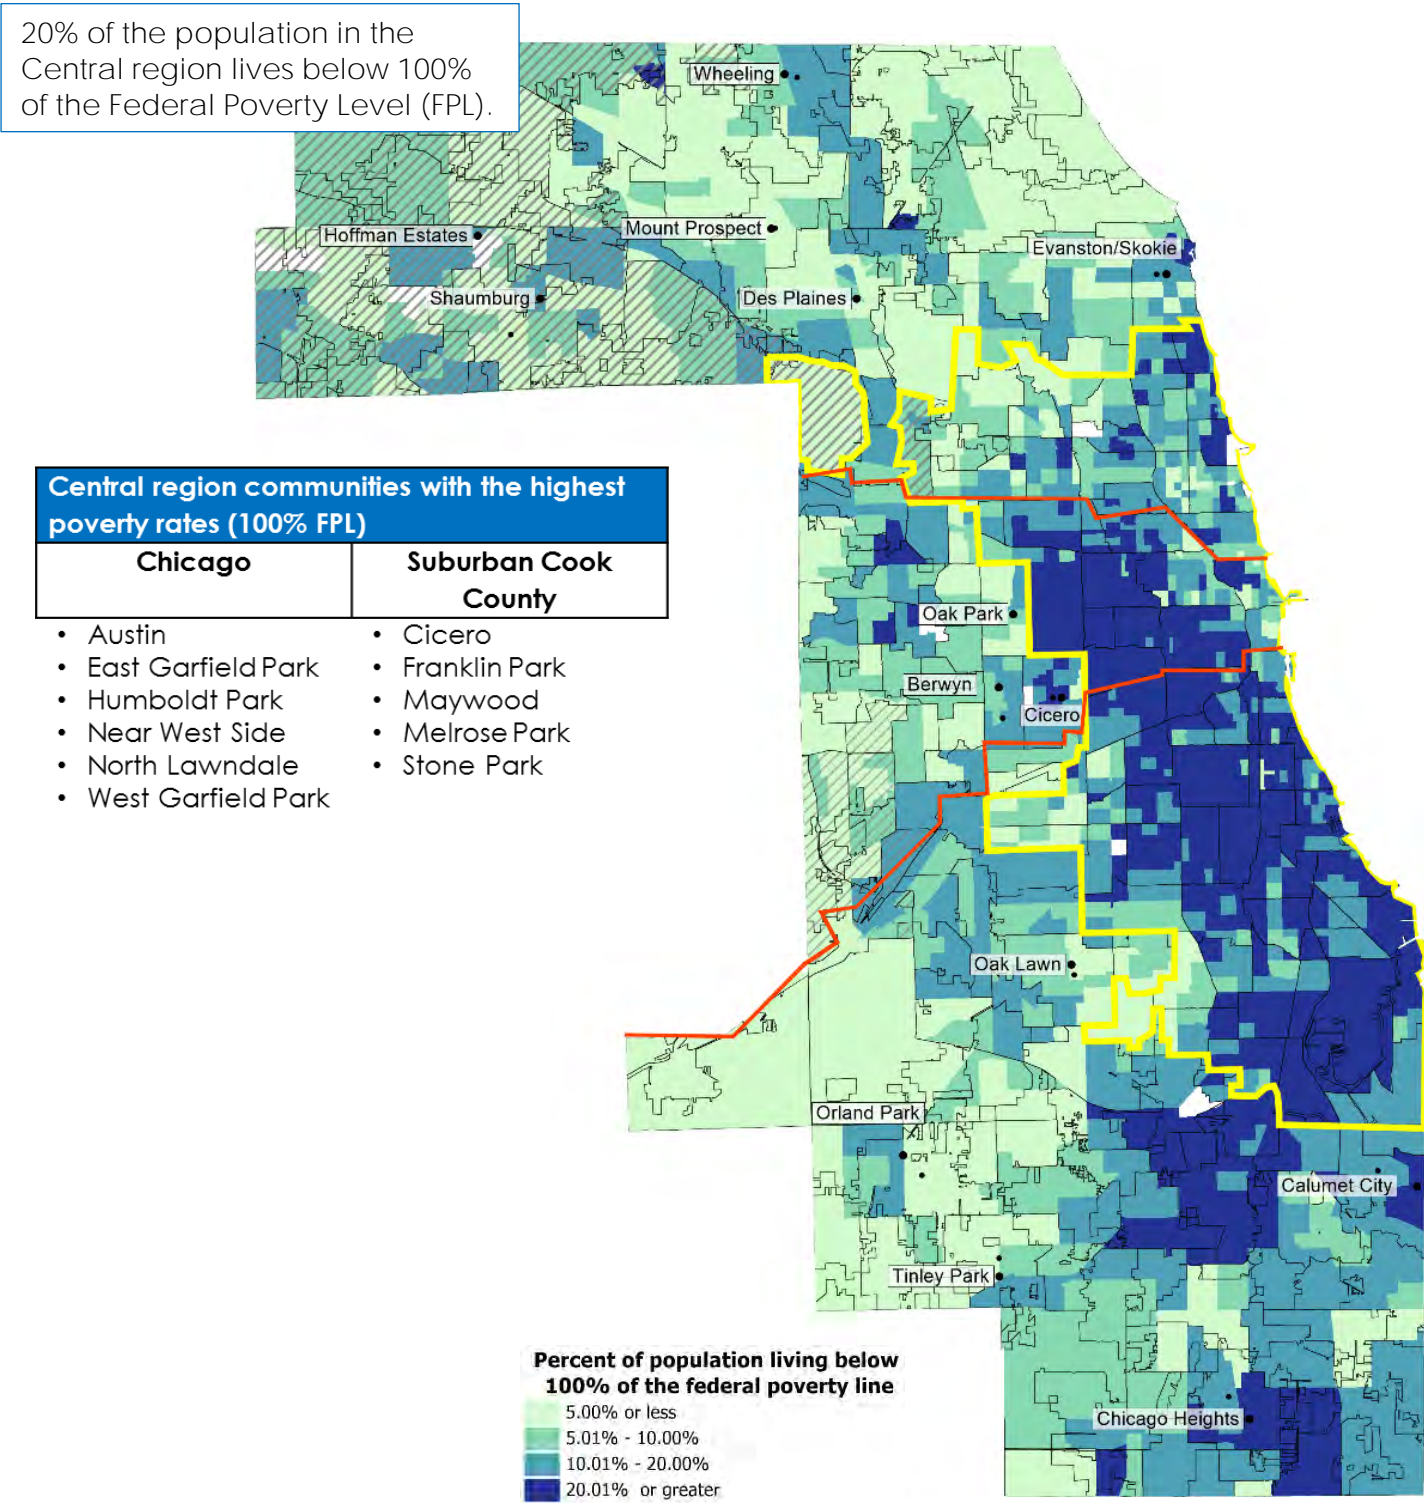 20% of the population in the
Central region lives below 100%
of the Federal Poverty Level (FPL).
Wheeling
Hoffman Estates
Mount Prospect
Evanston/Skokie
Shaumburg
Des Plaines
Central region communities with the highest
poverty rates (100% FPL)
Chicago
Suburban Cook
County
• Austin
• East Garfield Park
• Humboldt Park
• Near West Side
• North Lawndale
• West Garfield Park
• Cicero
• Franklin Park
• Maywood
• Melrose Park
• Stone Park
Oak Park
Berwyn
Cicero
Oak Lawn
Orland Park
Calumet City
Tinley Park
Chicago Heights
Percent of population living below
100% of the federal poverty line
5.00% or less
5.01% - 10.00%
10.01% - 20.00%
20.01% or greater